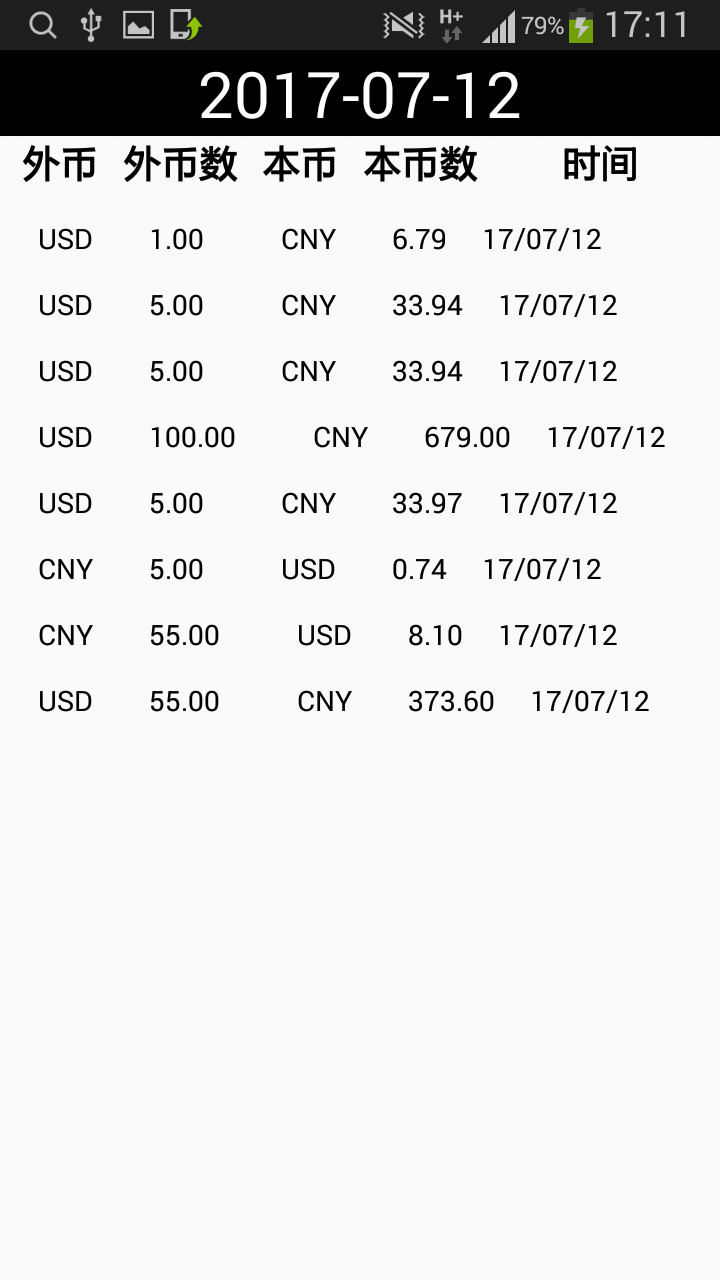 H+ 79% 17:11
2017-07-12
外币 外币数 本币 本币数 时间
USD 1.00 CNY 6.79 17/07/12
USD 5.00 CNY 33.94 17/07/12
USD 5.00 CNY 33.94 17/07/12
USD 100.00 CNY 679.00 17/07/12
USD 5.00 CNY 33.97 17/07/12
CNY 5.00 USD 0.74 17/07/12
CNY 55.00 USD 8.10 17/07/12
USD 55.00 CNY 373.60 17/07/12